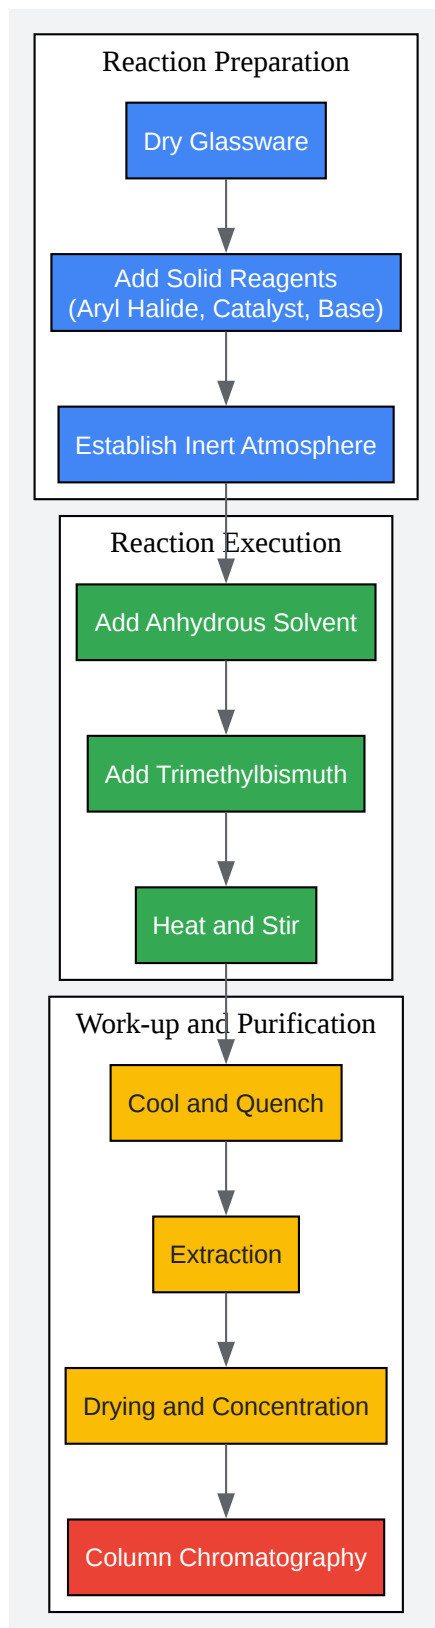 Reaction Preparation
Dry Glassware
Add Solid Reagents
(Aryl Halide, Catalyst, Base)
Establish Inert Atmosphere
Reaction Execution
Add Anhydrous Solvent
Add Trimethylbismuth
Heat and Stir
Work-up and Purification
Cool and Quench
Extraction
Drying and Concentration
Column Chromatography